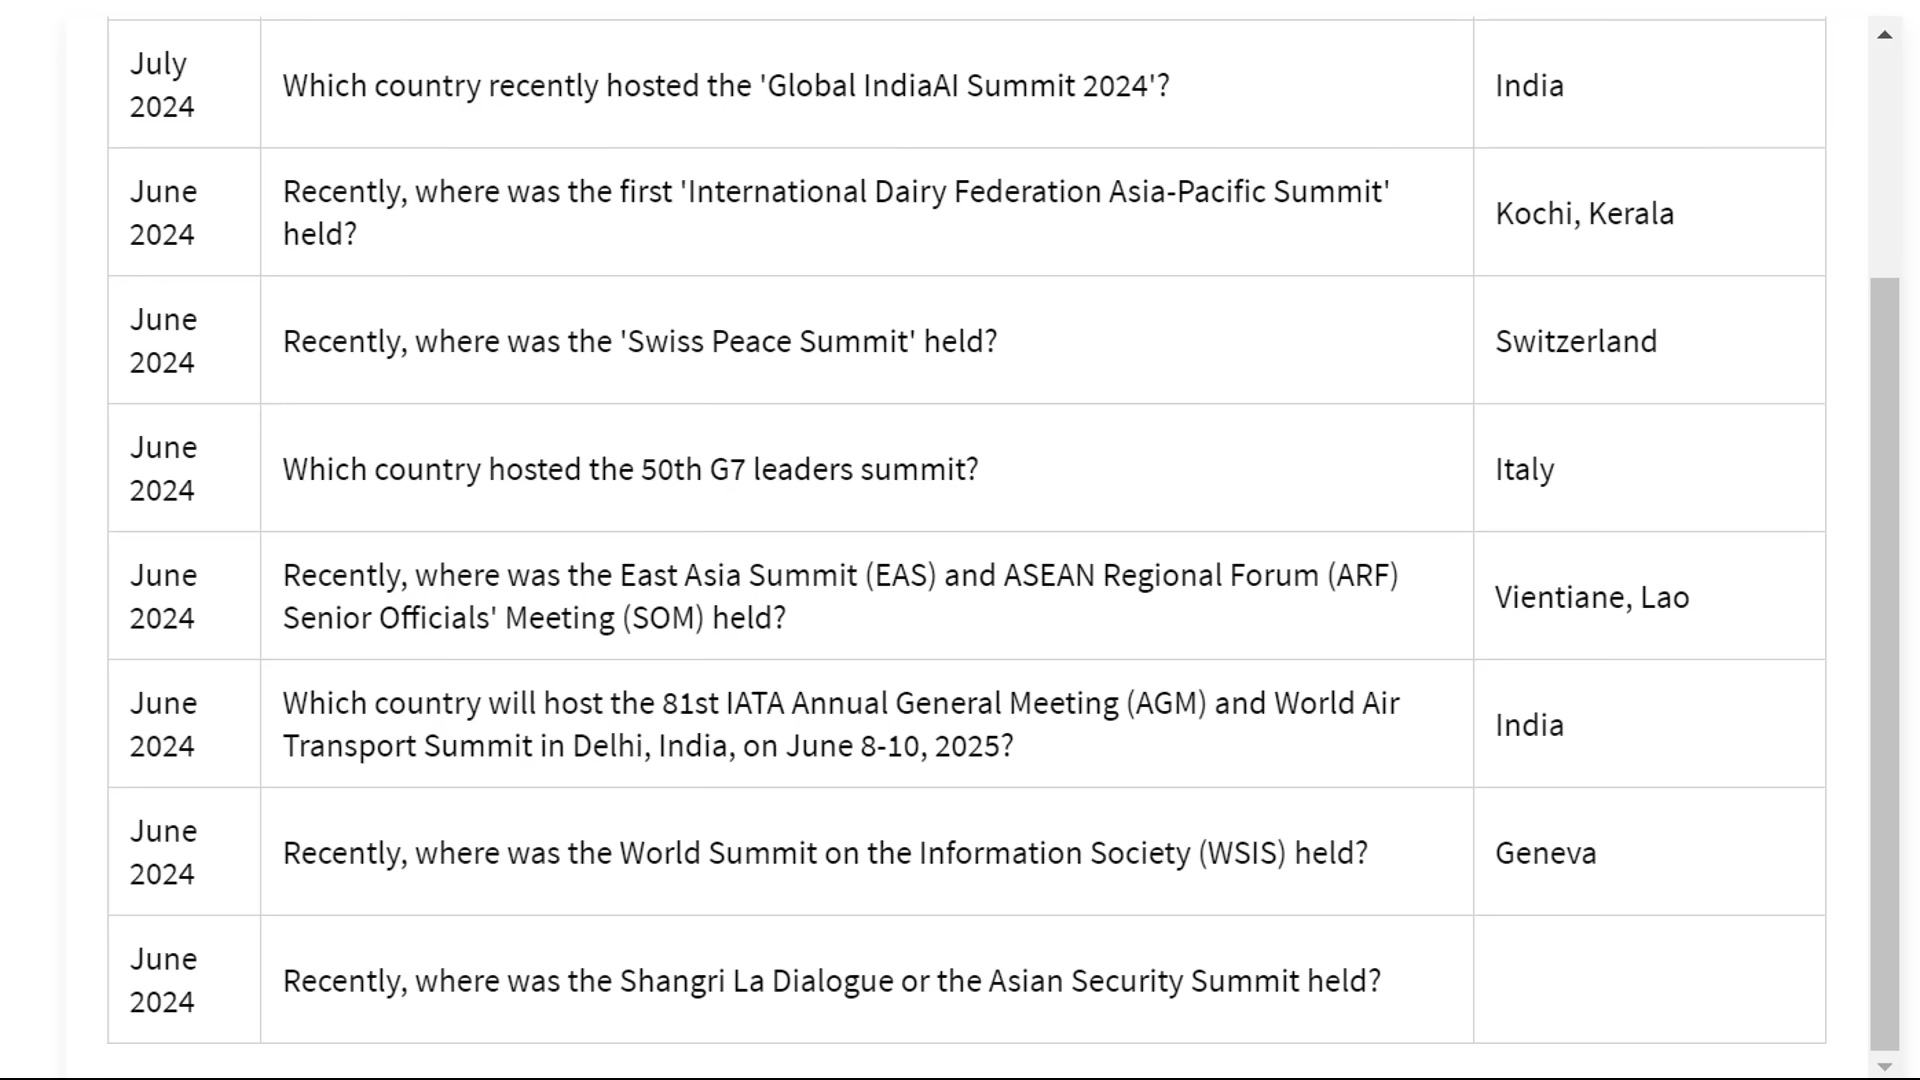 July
2024
Which country recently hosted the 'Global IndiaAI Summit 2024'?
India
June
2024
Recently, where was the first 'International Dairy Federation Asia-Pacific Summit'
held?
Kochi, Kerala
June
2024
Recently, where was the 'Swiss Peace Summit' held?
Switzerland
June
2024
Which country hosted the 50th G7 leaders summit?
Italy
June
2024
Recently, where was the East Asia Summit (EAS) and ASEAN Regional Forum (ARF)
Senior Officials' Meeting (SOM) held?
Vientiane, Lao
June
2024
Which country will host the 81st IATA Annual General Meeting (AGM) and World Air
Transport Summit in Delhi, India, on June 8-10, 2025?
India
June
2024
Recently, where was the World Summit on the Information Society (WSIS) held?
Geneva
June
2024
Recently, where was the Shangri La Dialogue or the Asian Security Summit held?